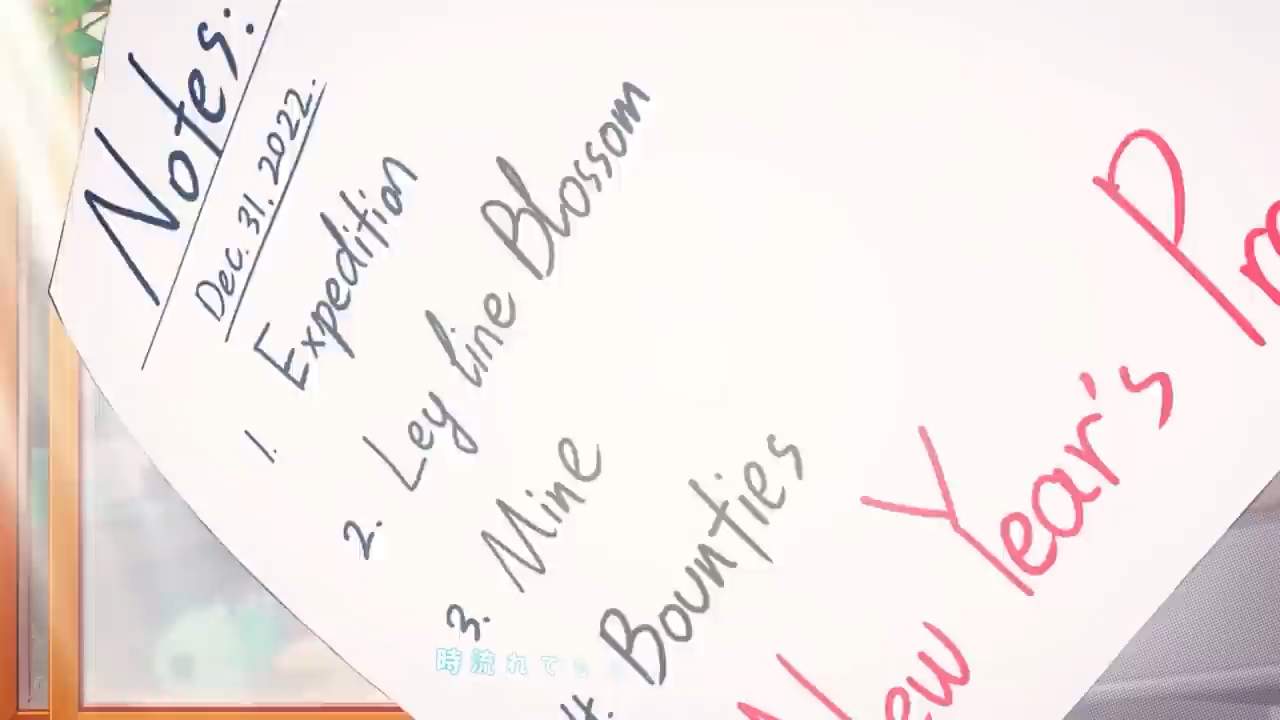 Notes:
Dec. 31, 2022.
1. Expedition
2. Ley line Blossom
3. Mine
4. Bounties
New Year's
時流れて